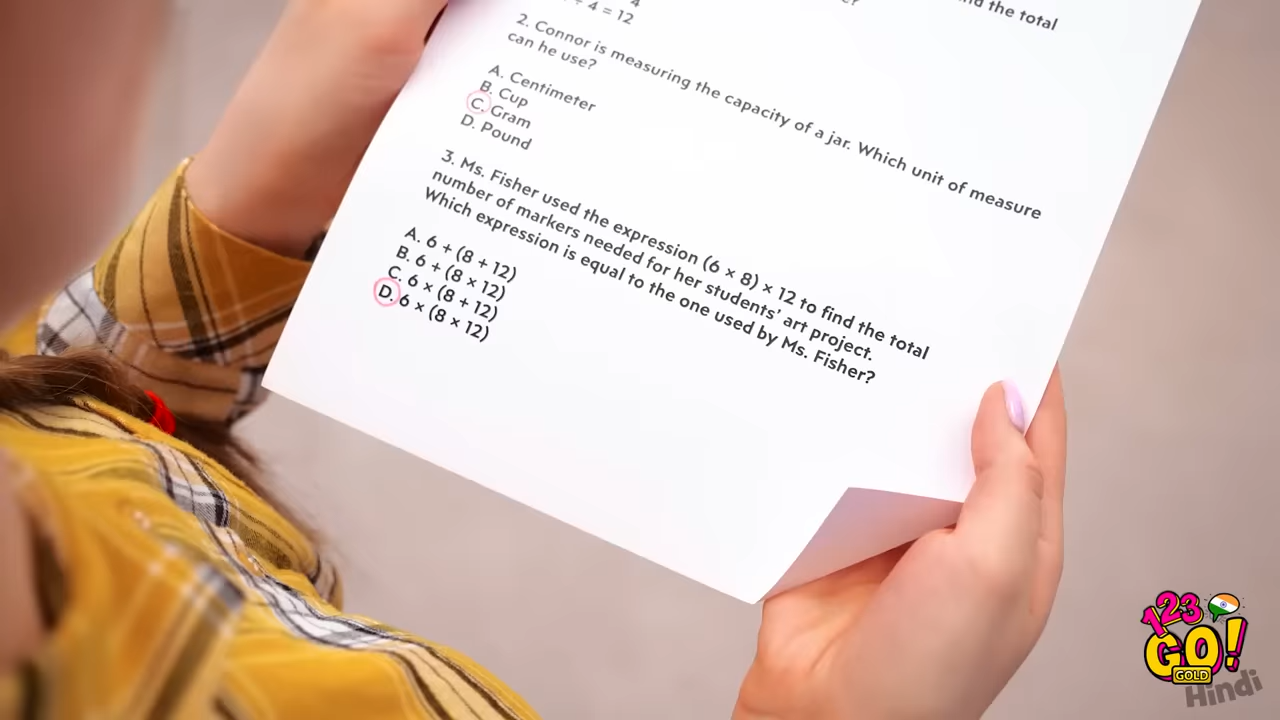 nd the total
+ 4 = 12
2. Connor is measuring the capacity of a jar. Which unit of measure
can he use?
A. Centimeter
B. Cup
C. Gram
D. Pound
3. Ms. Fisher used the expression (6 × 8) × 12 to find the total
number of markers needed for her students' art project.
Which expression is equal to the one used by Ms. Fisher?
A. 6 + (8 + 12)
B. 6 + (8 × 12)
C. 6 × (8 + 12)
D. 6 × (8 × 12)
123
GO!
GOLD
Hindi